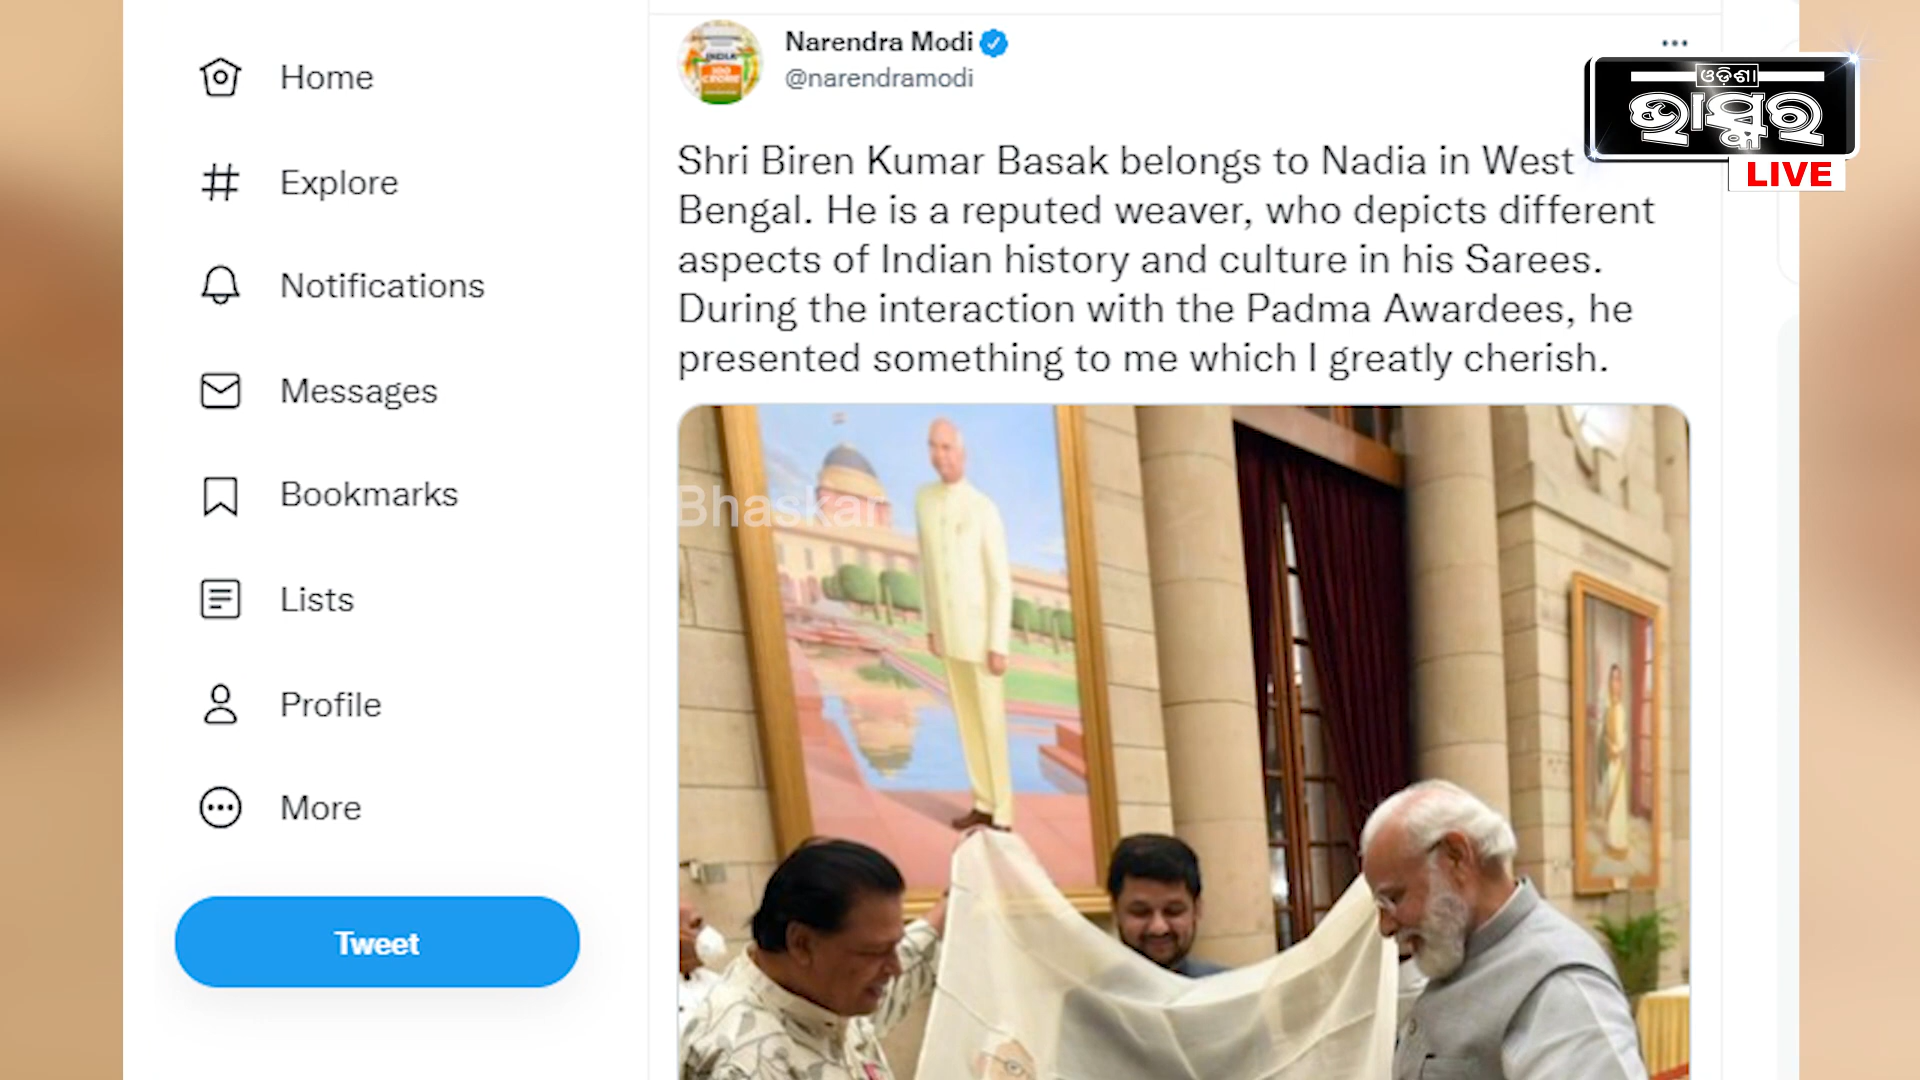 Home
Explore
Notifications
Messages
Bookmarks
Lists
Profile
More
Tweet
Narendra Modi
@narendramodi
Shri Biren Kumar Basak belongs to Nadia in West
Bengal. He is a reputed weaver, who depicts different
aspects of Indian history and culture in his Sarees.
During the interaction with the Padma Awardees, he
presented something to me which I greatly cherish.
INDIA
100
CRORE
ଓଡ଼ିଶା
ଭାସ୍କର
LIVE
Bhaskar